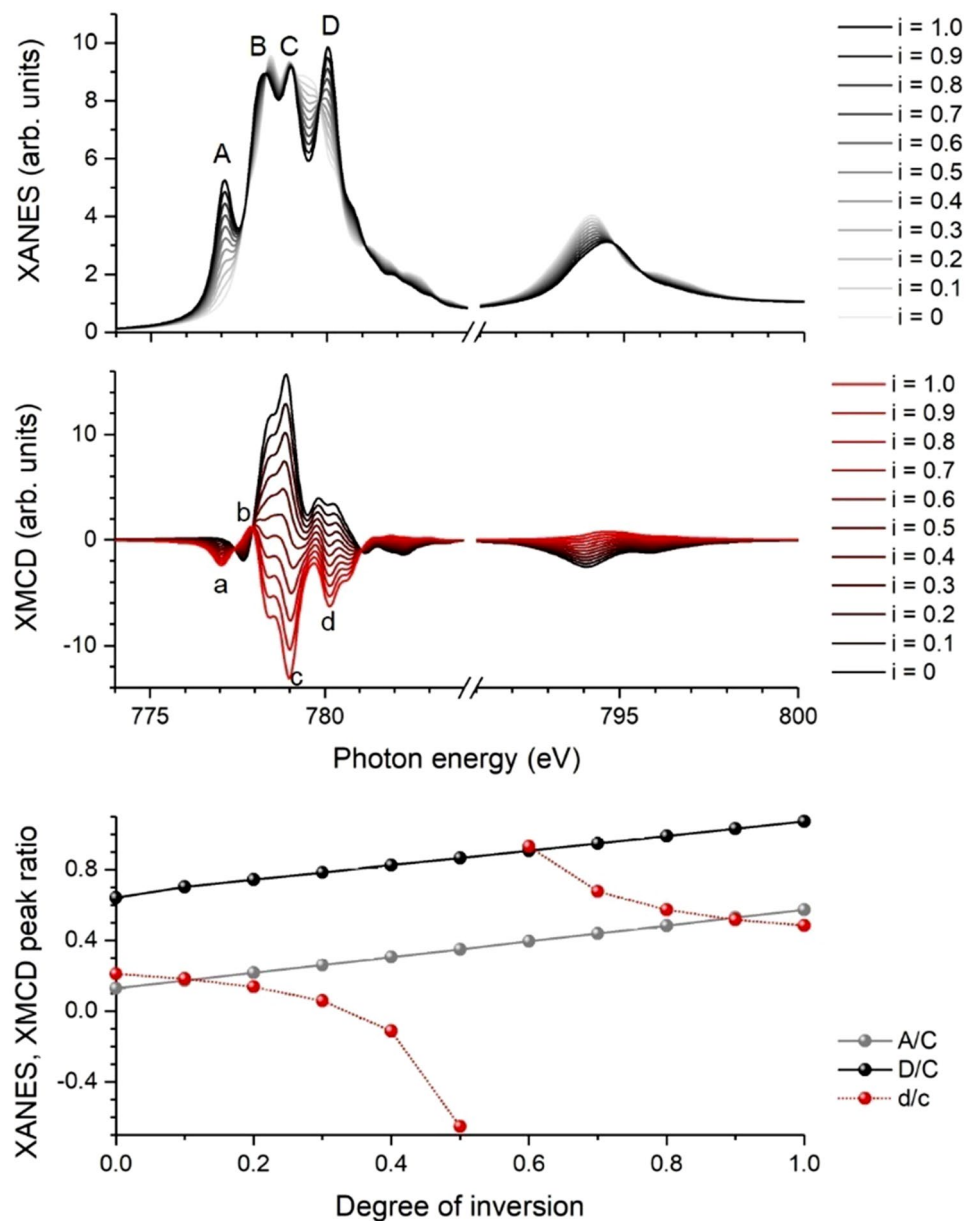 XANES (arb. units)
10
8
6
4
2
0
A
B
C
D
i = 1.0
i = 0.9
i = 0.8
i = 0.7
i = 0.6
i = 0.5
i = 0.4
i = 0.3
i = 0.2
i = 0.1
i = 0
XMCD (arb. units)
10
0
-10
a
b
c
d
i = 1.0
i = 0.9
i = 0.8
i = 0.7
i = 0.6
i = 0.5
i = 0.4
i = 0.3
i = 0.2
i = 0.1
i = 0
775
780
795
800
Photon energy (eV)
XANES, XMCD peak ratio
0.8
0.4
0.0
-0.4
A/C
D/C
d/c
0.0
0.2
0.4
0.6
0.8
1.0
Degree of inversion